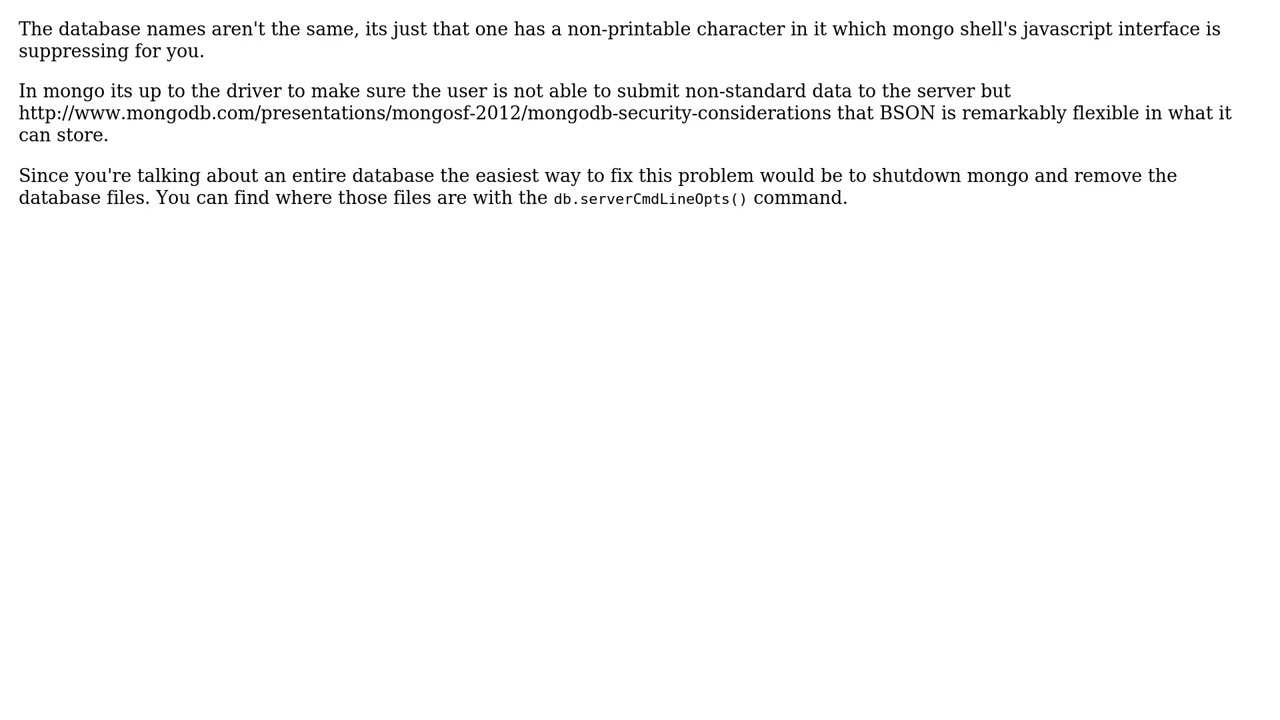 The database names aren't the same, its just that one has a non-printable character in it which mongo shell's javascript interface is
suppressing for you.
In mongo its up to the driver to make sure the user is not able to submit non-standard data to the server but
http://www.mongodb.com/presentations/mongosf-2012/mongodb-security-considerations that BSON is remarkably flexible in what it
can store.
Since you're talking about an entire database the easiest way to fix this problem would be to shutdown mongo and remove the
database files. You can find where those files are with the db.serverCmdLineOpts() command.